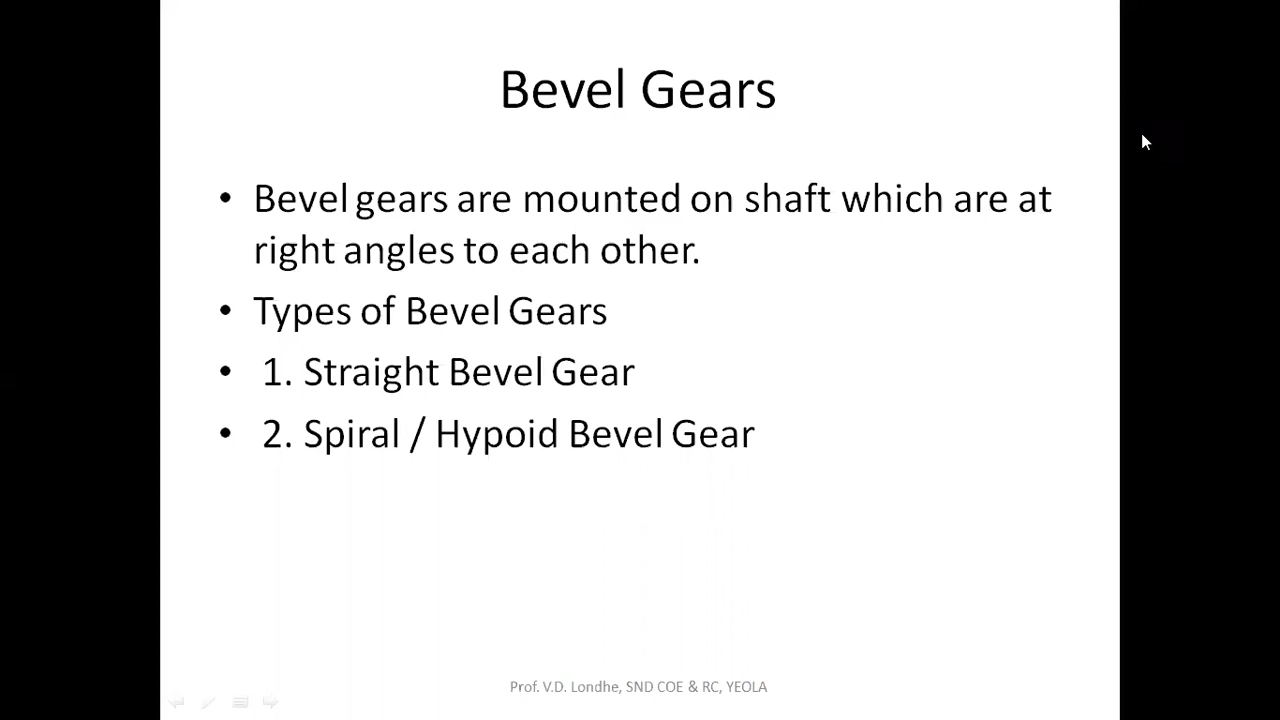 Bevel Gears
• Bevel gears are mounted on shaft which are at
right angles to each other.
• Types of Bevel Gears
• 1. Straight Bevel Gear
• 2. Spiral / Hypoid Bevel Gear
Prof. V.D. Londhe, SND COE & RC, YEOLA